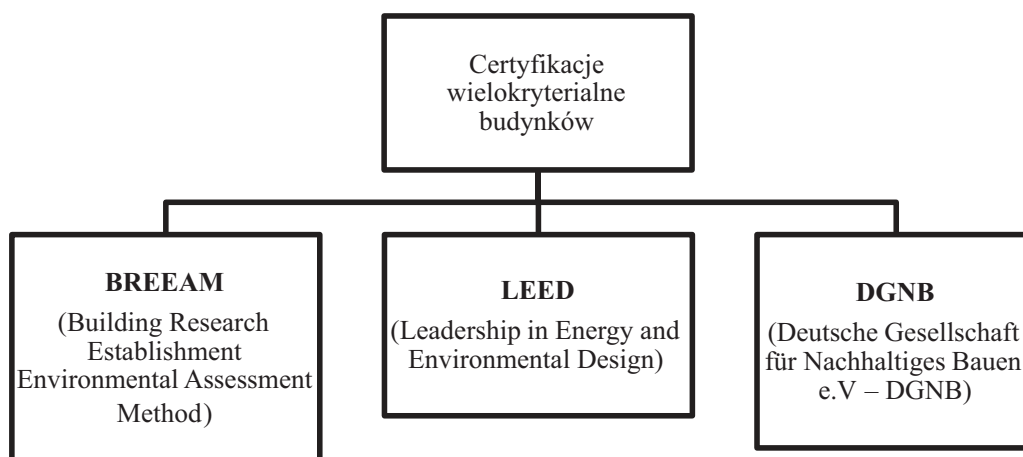 Certyfikacje
wielokryterialne
budynków
BREEAM
(Building Research
Establishment
Environmental Assessment
Method)
LEED
(Leadership in Energy and
Environmental Design)
DGNB
(Deutsche Gesellschaft
für Nachhaltiges Bauen
e.V – DGNB)